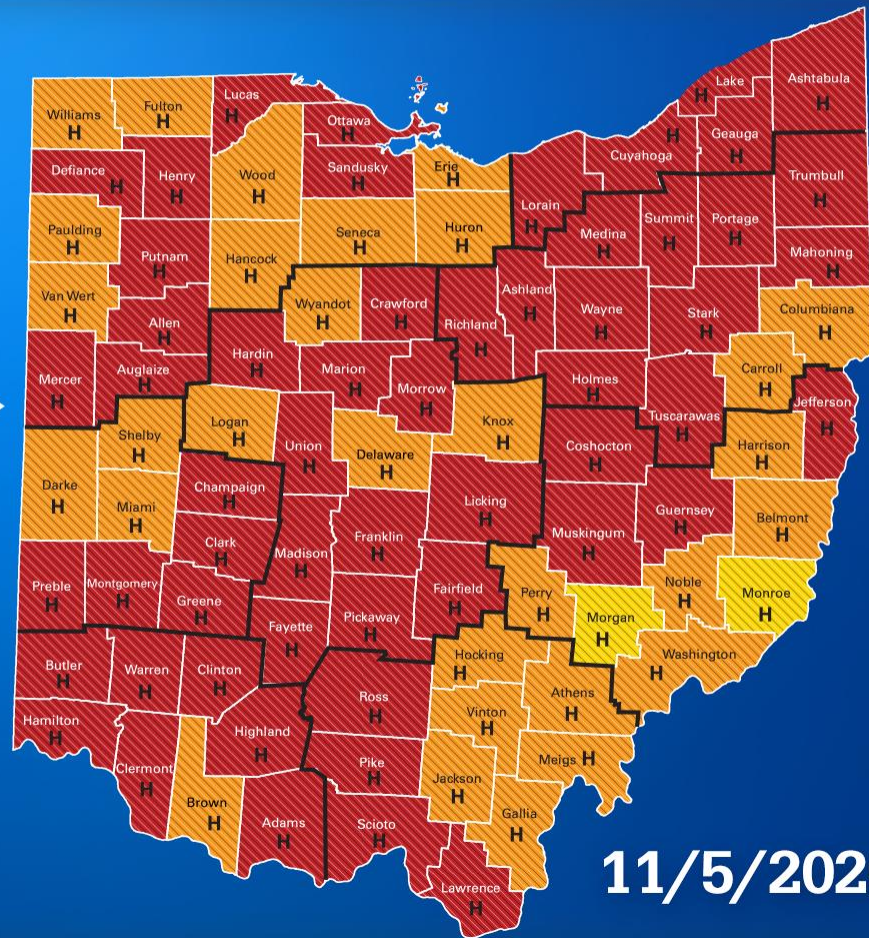 Williams
H
Fulton
H
Lucas
H
Ottawa
H
Lake
H
Ashtabula
H
Geauga
H
Cuyahoga
H
Defiance
H
Henry
H
Wood
H
Sandusky
H
Erie
H
Lorain
H
Trumbull
H
Paulding
H
Putnam
H
Hancock
H
Seneca
H
Huron
H
Medina
H
Summit
H
Portage
H
Mahoning
H
Van Wert
H
Allen
H
Wyandot
H
Crawford
H
Richland
H
Ashland
H
Wayne
H
Stark
H
Columbiana
H
Mercer
H
Auglaize
H
Hardin
H
Marion
H
Morrow
H
Holmes
H
Tuscarawas
H
Carroll
H
Jefferson
H
Shelby
H
Logan
H
Union
H
Delaware
H
Knox
H
Coshocton
H
Harrison
H
Darke
H
Miami
H
Champaign
H
Licking
H
Guernsey
H
Belmont
H
Clark
H
Madison
H
Franklin
H
Muskingum
H
Preble
H
Montgomery
H
Greene
H
Fayette
H
Pickaway
H
Fairfield
H
Perry
H
Morgan
H
Noble
H
Monroe
H
Butler
H
Warren
H
Clinton
H
Ross
H
Hocking
H
Athens
H
Washington
H
Hamilton
H
Clermont
H
Highland
H
Pike
H
Vinton
H
Meigs H
Brown
H
Adams
H
Scioto
H
Jackson
H
Gallia
H
Lawrence
H
11/5/202